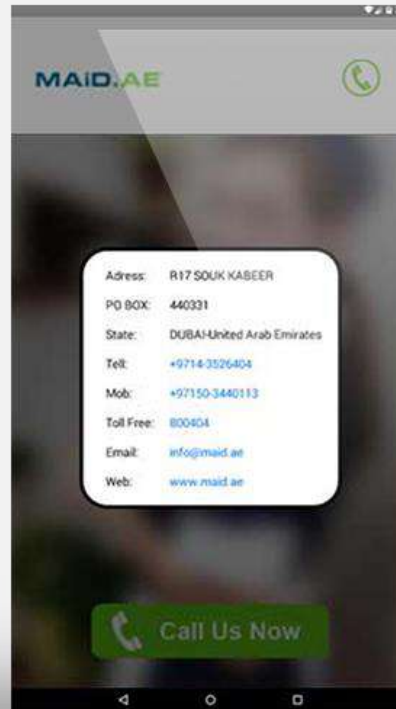 MAiD.AE
Adress: R17 SOUK KABEER
PO BOX: 440331
State: DUBAI-United Arab Emirates
Tell: +9714-3526404
Mob: +97150-3440113
Toll Free: 800404
Email: info@maid.ae
Web: www.maid.ae
Call Us Now